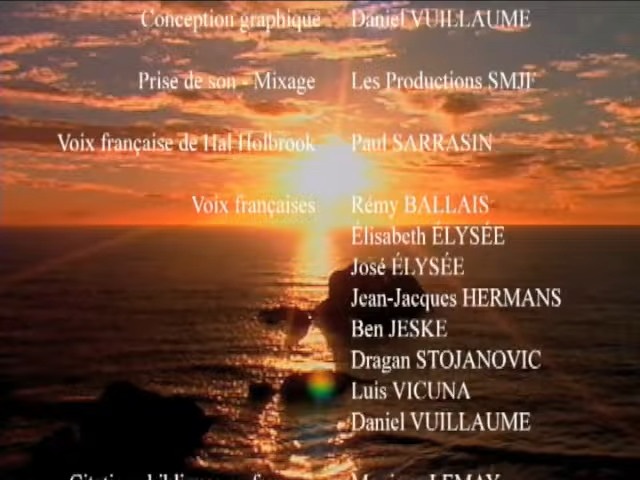 Conception graphique Daniel VUILLAUME
Prise de son - Mixage Les Productions SMJF
Voix française de Hal Holbrook Paul SARRASIN
Voix françaises Rémy BALLAIS
Élisabeth ÉLYSÉE
José ÉLYSÉE
Jean-Jacques HERMANS
Ben JESKE
Dragan STOJANOVIC
Luis VICUNA
Daniel VUILLAUME